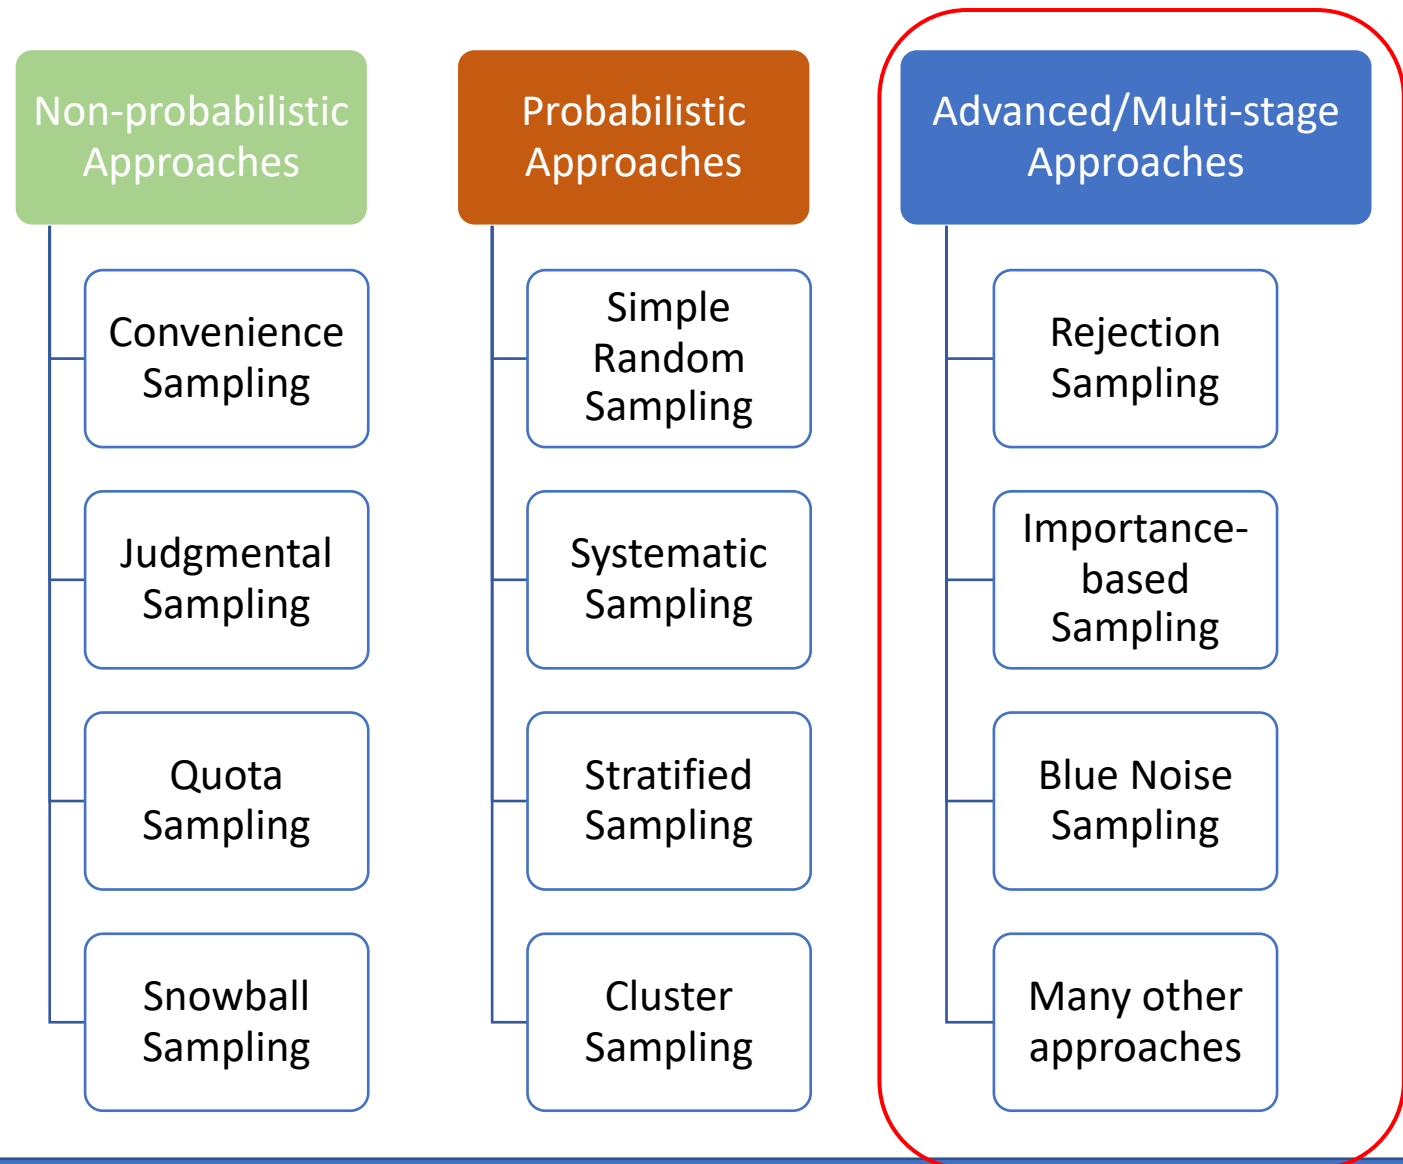 Non-probabilistic
Approaches
Convenience
Sampling
Judgmental
Sampling
Quota
Sampling
Snowball
Sampling
Probabilistic
Approaches
Simple
Random
Sampling
Systematic
Sampling
Stratified
Sampling
Cluster
Sampling
Advanced/Multi-stage
Approaches
Rejection
Sampling
Importance-
based
Sampling
Blue Noise
Sampling
Many other
approaches